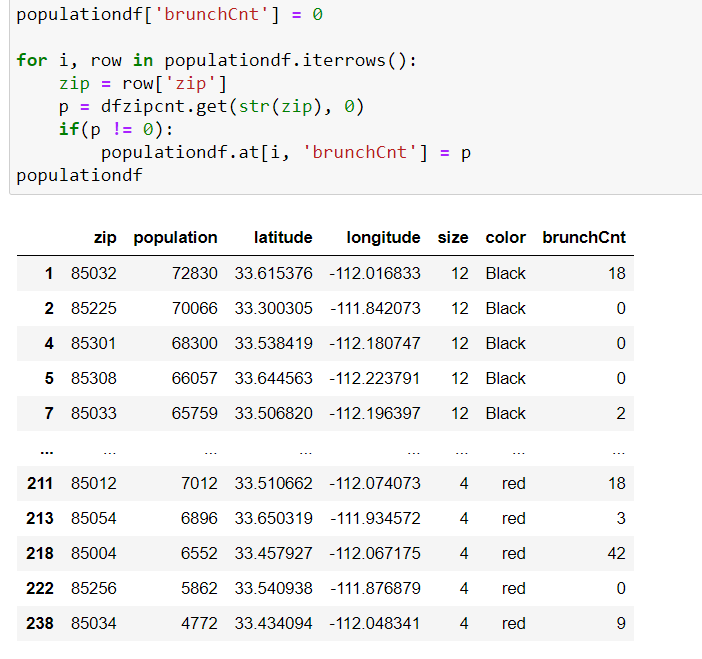 populationdf['brunchCnt'] = 0
for i, row in populationdf.iterrows():
    zip = row['zip']
    p = dfzipcnt.get(str(zip), 0)
    if(p != 0):
        populationdf.at[i, 'brunchCnt'] = p
populationdf
zip population latitude longitude size color brunchCnt
1 85032 72830 33.615376 -112.016833 12 Black 18
2 85225 70066 33.300305 -111.842073 12 Black 0
4 85301 68300 33.538419 -112.180747 12 Black 0
5 85308 66057 33.644563 -112.223791 12 Black 0
7 85033 65759 33.506820 -112.196397 12 Black 2
... ... ... ... ... ... ... ...
211 85012 7012 33.510662 -112.074073 4 red 18
213 85054 6896 33.650319 -111.934572 4 red 3
218 85004 6552 33.457927 -112.067175 4 red 42
222 85256 5862 33.540938 -111.876879 4 red 0
238 85034 4772 33.434094 -112.048341 4 red 9